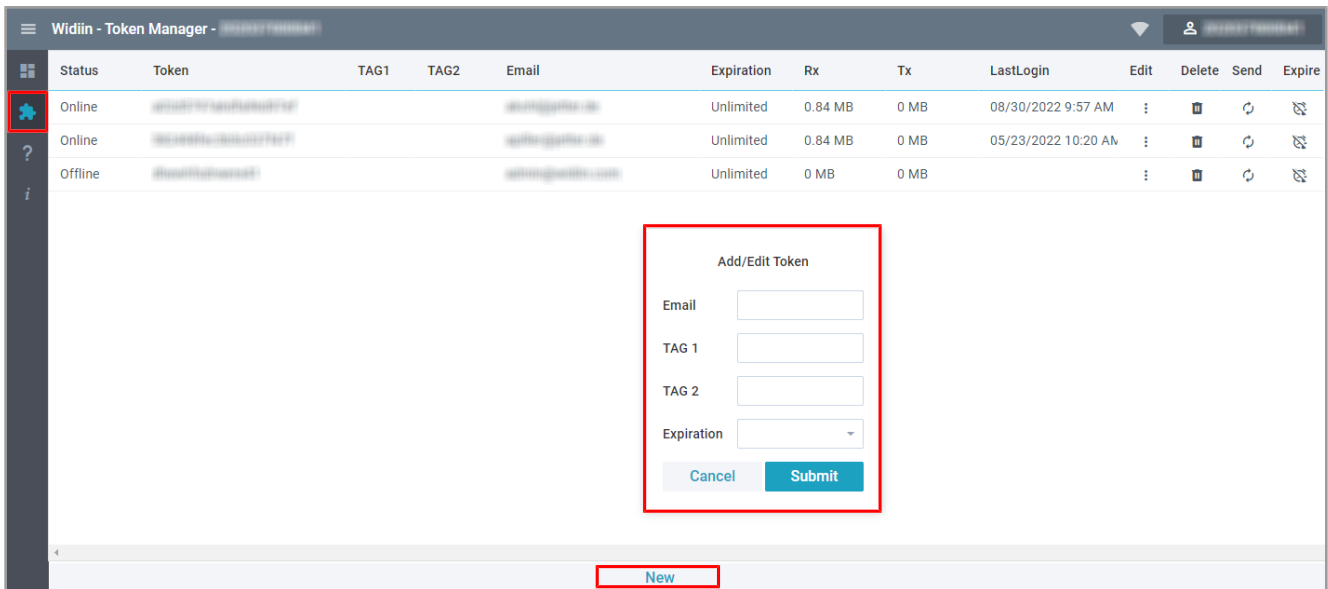 Widiin - Token Manager -
Status Token TAG1 TAG2 Email Expiration Rx Tx LastLogin Edit Delete Send Expire
Online Unlimited 0.84 MB 0 MB 08/30/2022 9:57 AM
Online Unlimited 0.84 MB 0 MB 05/23/2022 10:20 AM
Offline Unlimited 0 MB 0 MB
?
i
Add/Edit Token
Email
TAG 1
TAG 2
Expiration
Cancel Submit
New